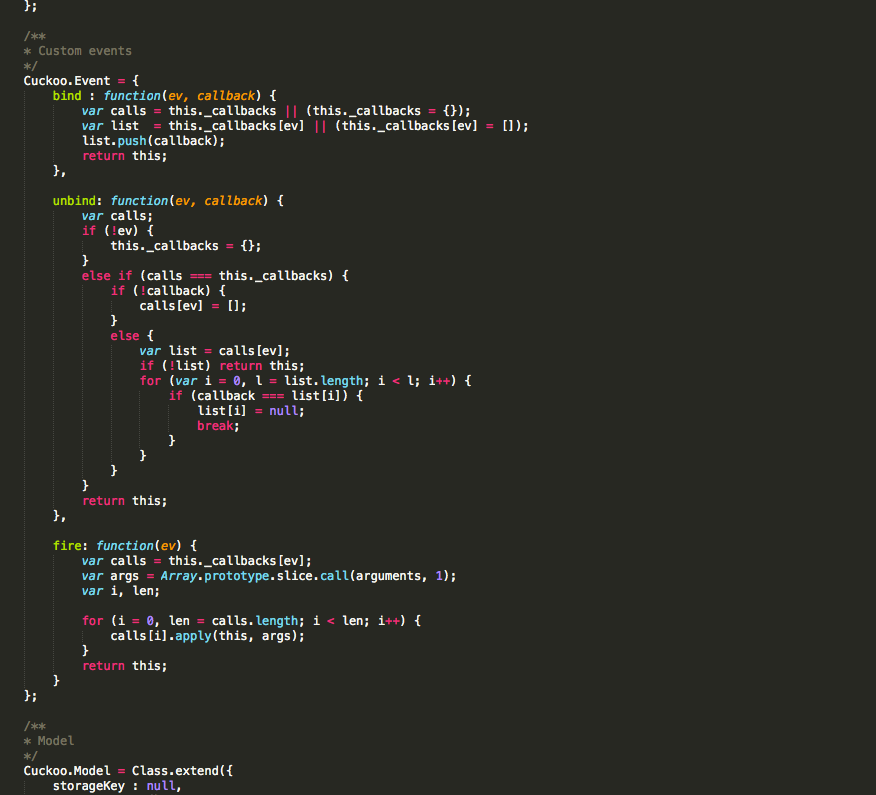 };
/**
* Custom events
*/
Cuckoo.Event = {
bind : function(ev, callback) {
var calls = this._callbacks || (this._callbacks = {});
var list  = this._callbacks[ev] || (this._callbacks[ev] = []);
list.push(callback);
return this;
},
unbind: function(ev, callback) {
var calls;
if (!ev) {
this._callbacks = {};
}
else if (calls === this._callbacks) {
if (!callback) {
calls[ev] = [];
}
else {
var list = calls[ev];
if (!list) return this;
for (var i = 0, l = list.length; i < l; i++) {
if (callback === list[i]) {
list[i] = null;
break;
}
}
}
}
return this;
},
fire: function(ev) {
var calls = this._callbacks[ev];
var args = Array.prototype.slice.call(arguments, 1);
var i, len;
for (i = 0, len = calls.length; i < len; i++) {
calls[i].apply(this, args);
}
return this;
}
};
/**
* Model
*/
Cuckoo.Model = Class.extend({
storageKey : null,